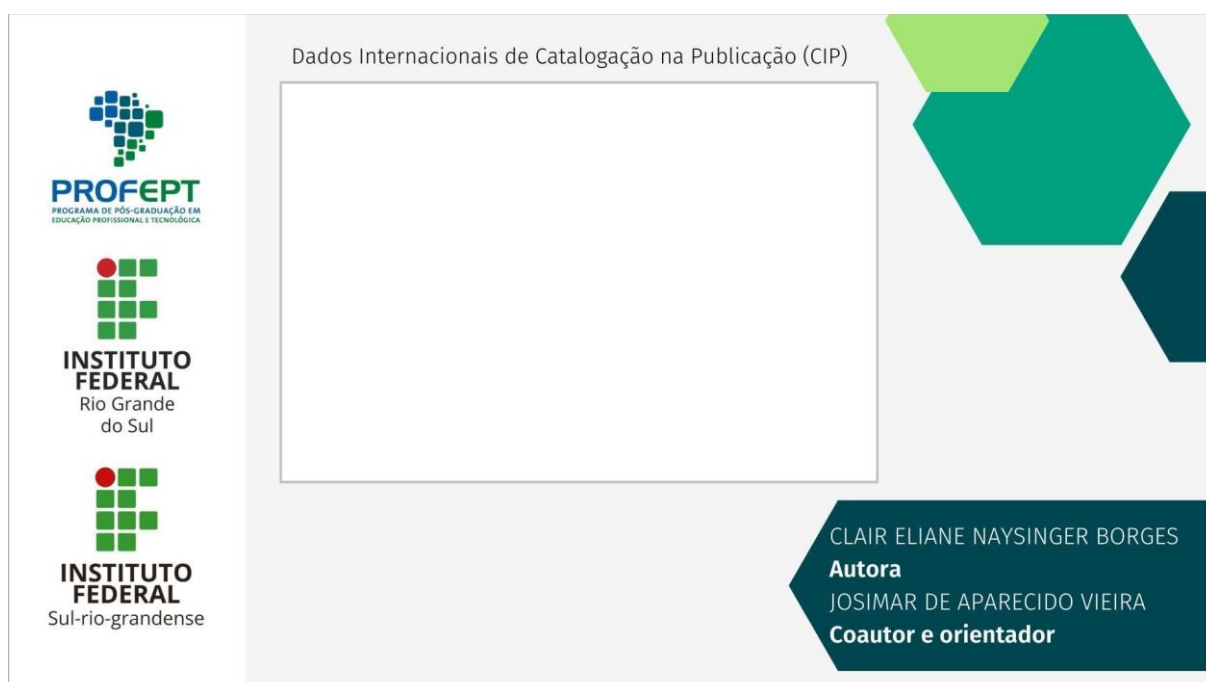 Dados Internacionais de Catalogação na Publicação (CIP)
PROFEPT
PROGRAMA DE PÓS-GRADUAÇÃO EM
EDUCAÇÃO PROFISSIONAL E TECNOLÓGICA
INSTITUTO
FEDERAL
Rio Grande
do Sul
INSTITUTO
FEDERAL
Sul-rio-grandense
CLAIR ELIANE NAYSINGER BORGES
Autora
JOSIMAR DE APARECIDO VIEIRA
Coautor e orientador